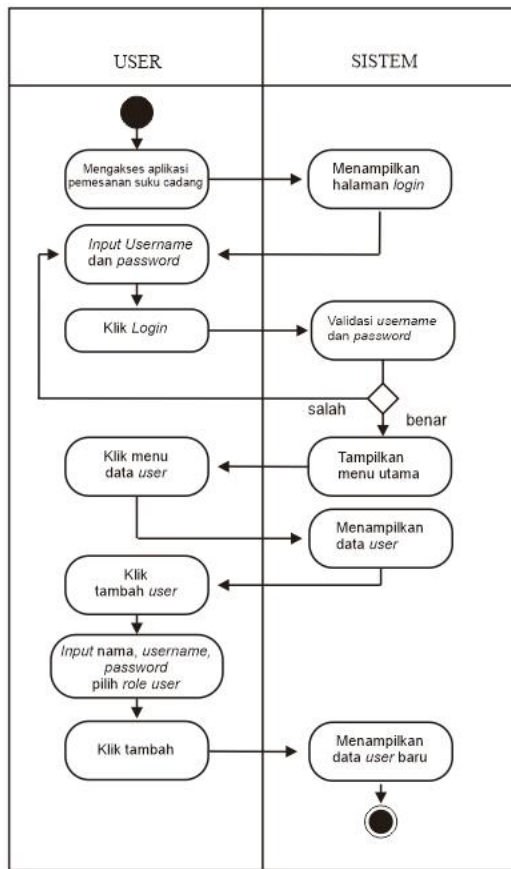 USER
SISTEM
Mengakses aplikasi
pemesanan suku cadang
Menampilkan
halaman login
Input Username
dan password
Klik Login
Validasi username
dan password
salah
benar
Klik menu
data user
Tampilkan
menu utama
Menampilkan
data user
Klik
tambah user
Input nama, username,
password
pilih role user
Klik tambah
Menampilkan
data user baru